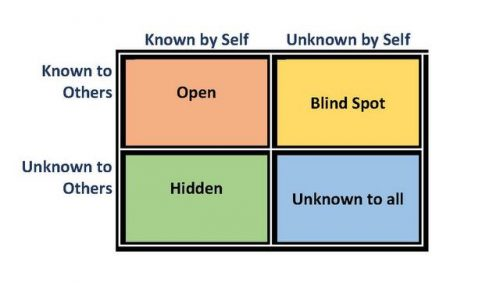 Known by Self Unknown by Self
Known to
Others
Open
Blind Spot
Unknown to
Others
Hidden
Unknown to all